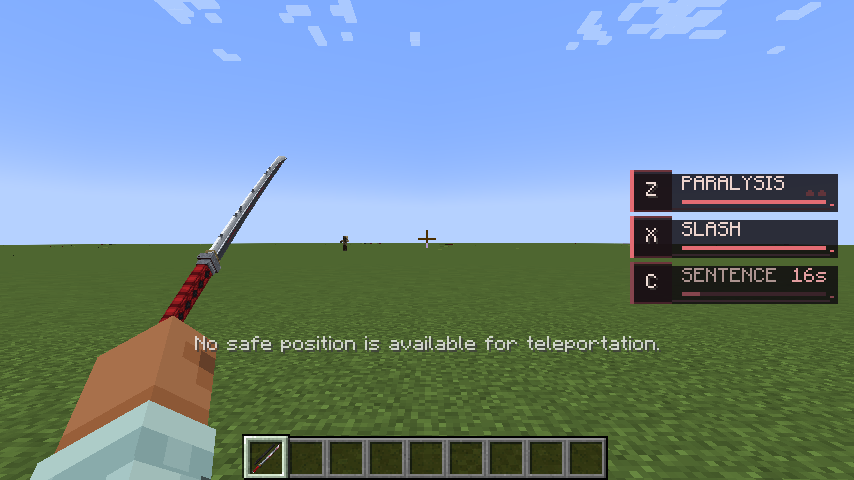 Z PARALYSIS
X SLASH
C SENTENCE 16s
No safe position is available for teleportation.